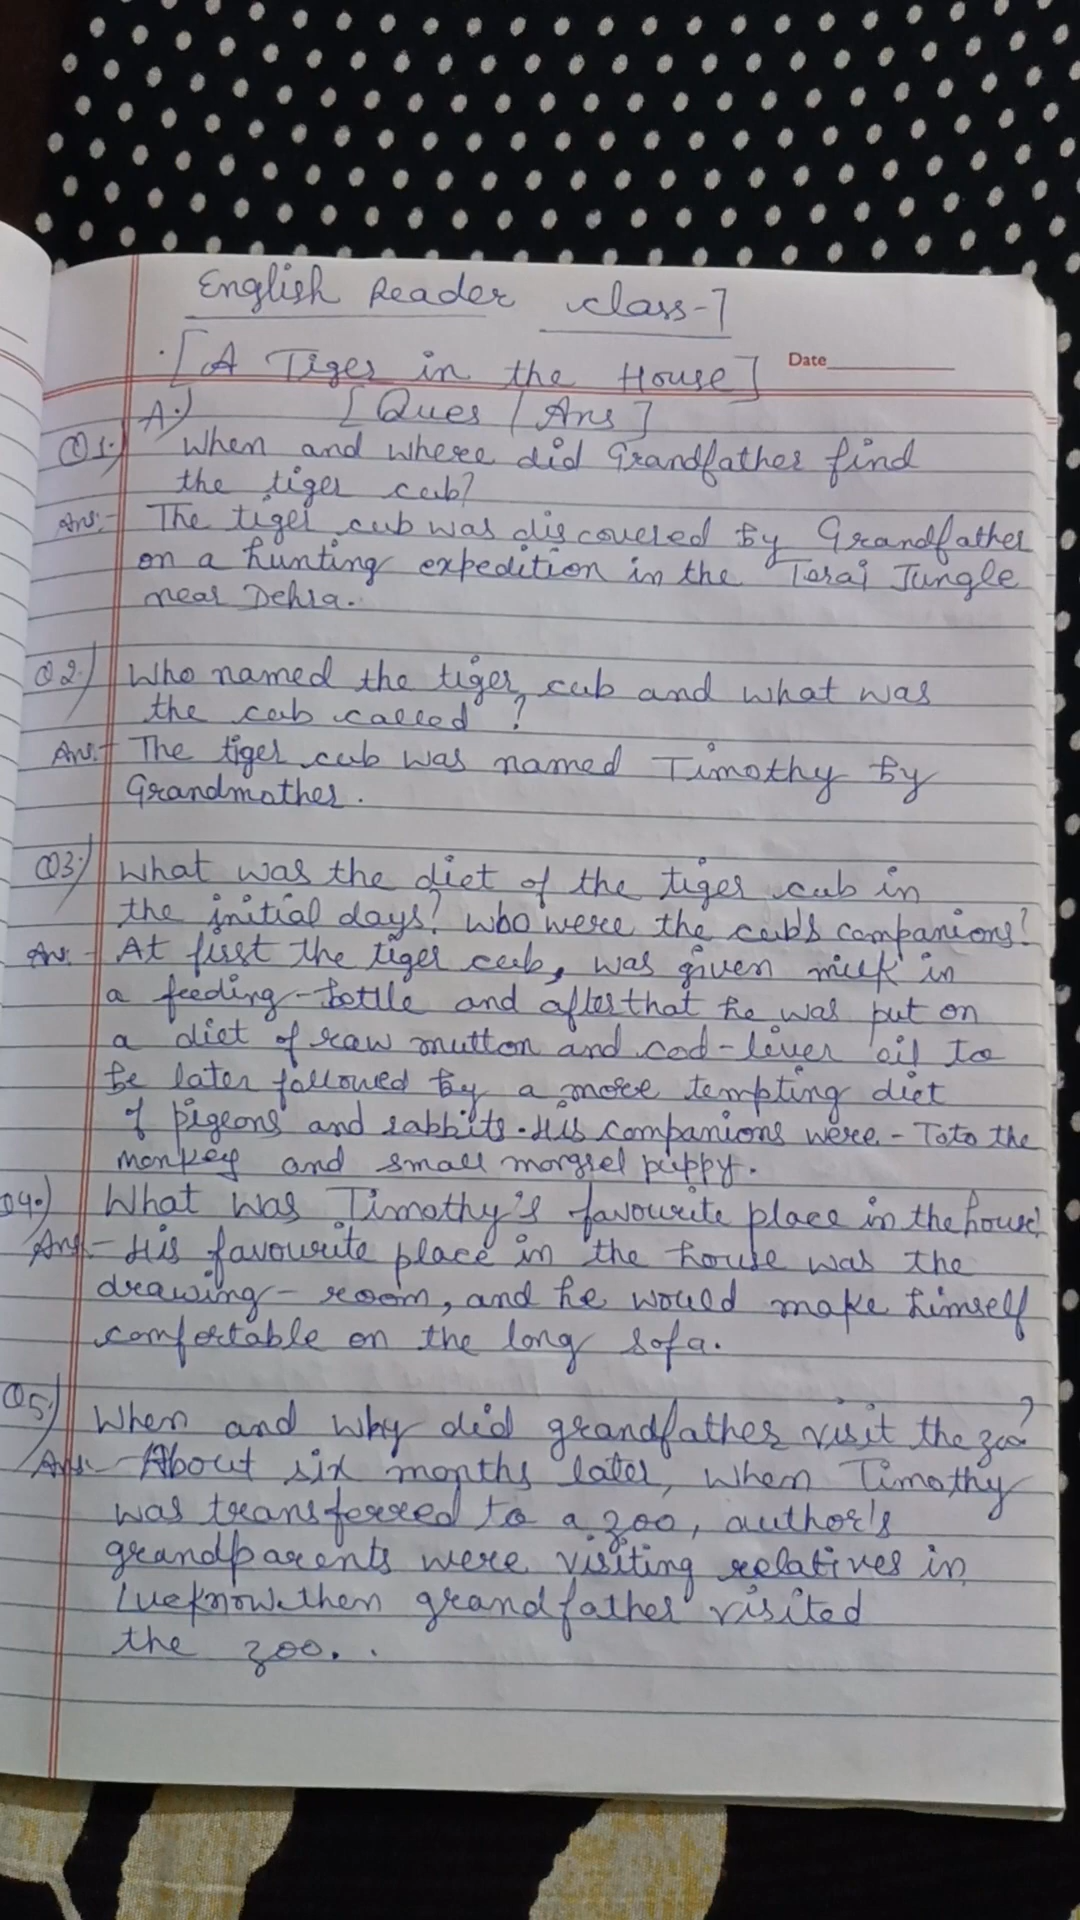 English Reader class-7
[A Tiger in the House]
Date
A.) [Ques / Ans]
Q1.) When and where did Grandfather find
the tiger cub?
Ans:- The tiger cub was discovered by Grandfather
on a hunting expedition in the Terai Jungle
near Dehra.
Q2.) Who named the tiger cub and what was
the cub called ?
Ans:- The tiger cub was named Timothy by
Grandmother.
Q3.) What was the diet of the tiger cub in
the initial days? Who were the cub's companions?
Ans. - At first the tiger cub, was given milk in
a feeding-bottle and after that he was put on
a diet of raw mutton and cod-liver oil to
be later followed by a more tempting diet
of pigeons and rabbits. His companions were - Toto the
monkey and small mongrel puppy.
Q4.) What was Timothy's favourite place in the house?
Ans.- His favourite place in the house was the
drawing-room, and he would make himself
comfortable on the long sofa.
Q5.) When and why did grandfather visit the zoo?
Ans.- About six months later, when Timothy
was transferred to a zoo, author's
grandparents were visiting relatives in
Lucknow.then grandfather visited
the zoo. .